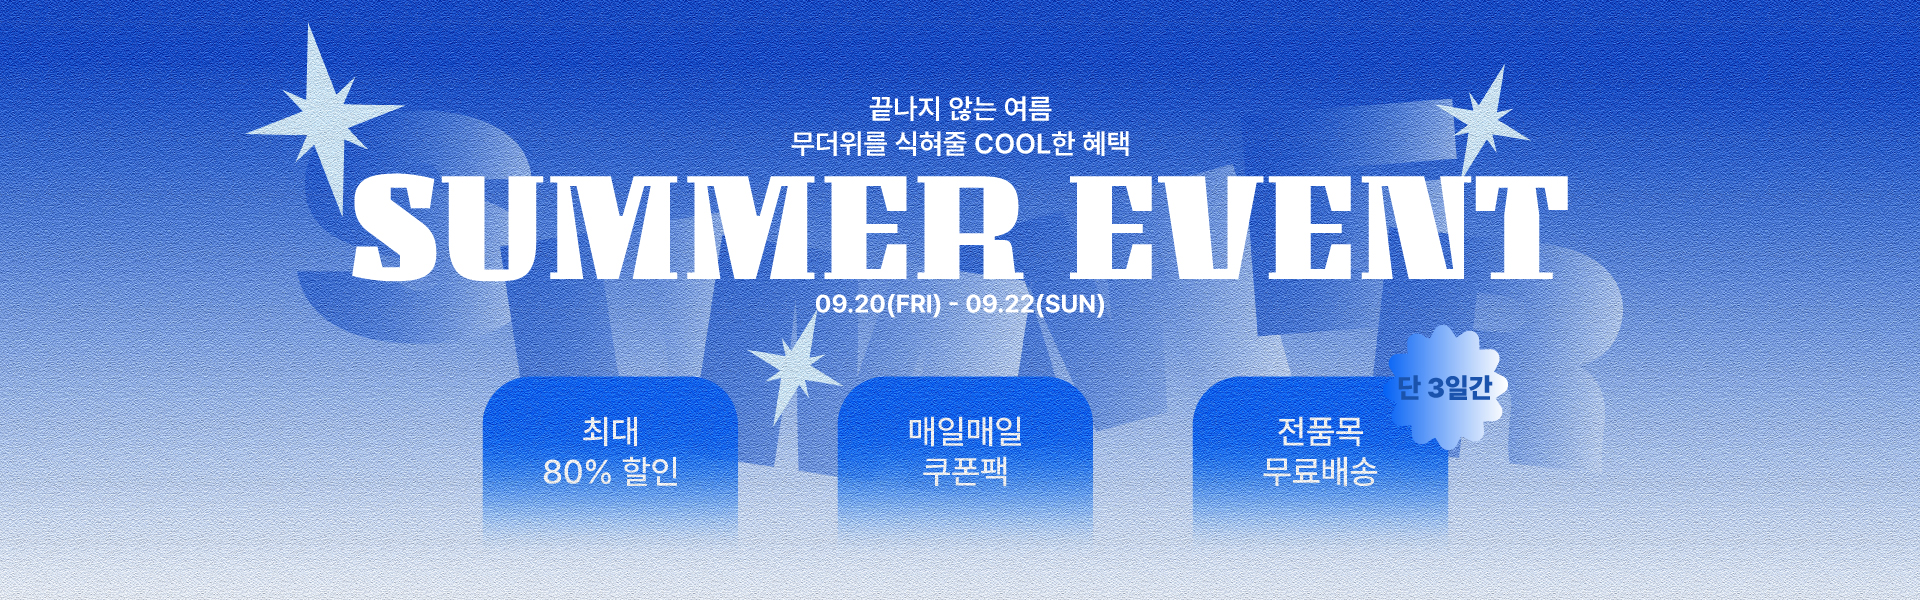 끝나지 않는 여름
무더위를 식혀줄 COOL한 혜택
SUMMER EVENT
09.20(FRI) - 09.22(SUN)
최대
80% 할인
매일매일
쿠폰팩
단 3일간
전품목
무료배송